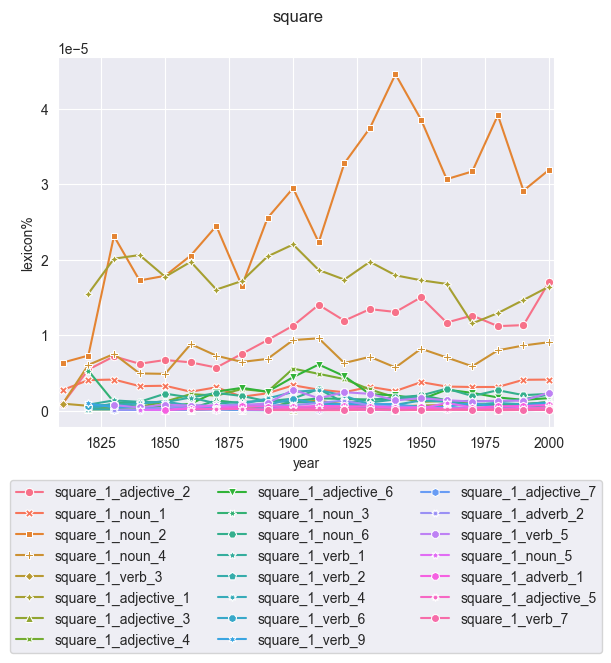 square
1e−5
4
3
2
1
0
lexicon%
1825 1850 1875 1900 1925 1950 1975 2000
year
square_1_adjective_2 square_1_adjective_6 square_1_adjective_7
square_1_noun_1 square_1_noun_3 square_1_adverb_2
square_1_noun_2 square_1_noun_6 square_1_verb_5
square_1_noun_4 square_1_verb_1 square_1_noun_5
square_1_verb_3 square_1_verb_2 square_1_adverb_1
square_1_adjective_1 square_1_verb_4 square_1_adjective_5
square_1_adjective_3 square_1_verb_6 square_1_verb_7
square_1_adjective_4 square_1_verb_9